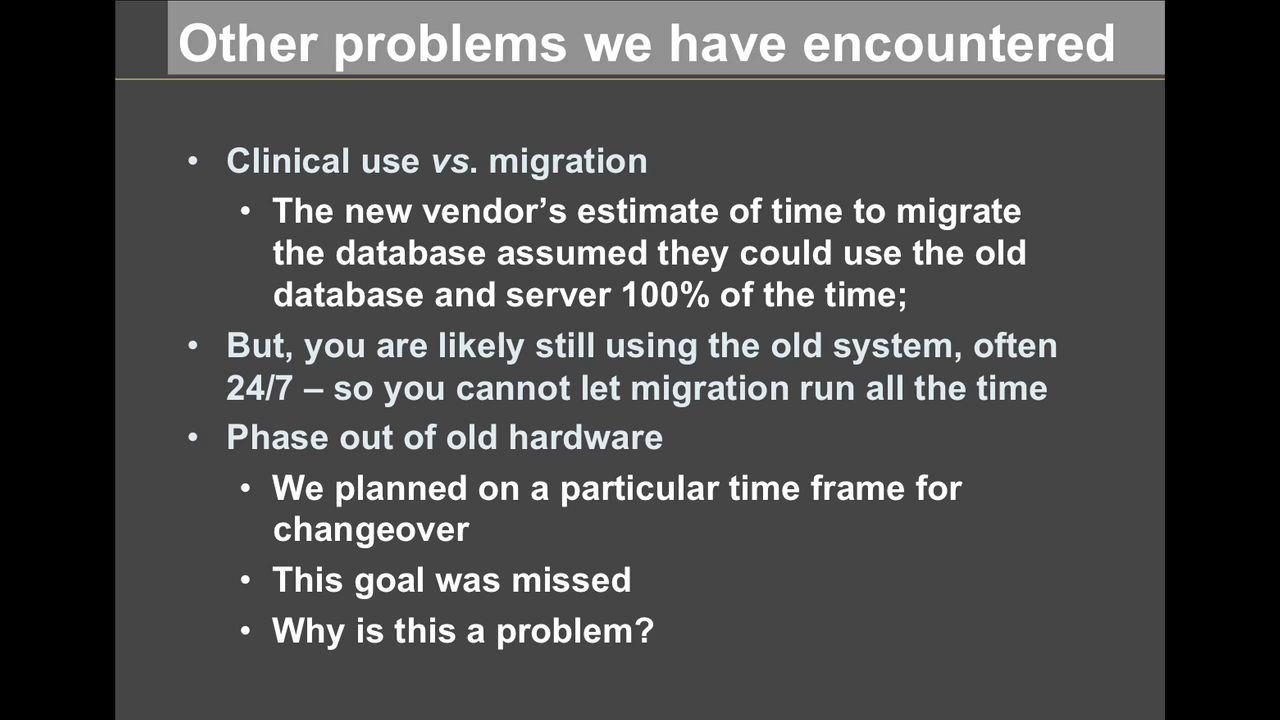 Other problems we have encountered
• Clinical use vs. migration
• The new vendor’s estimate of time to migrate
the database assumed they could use the old
database and server 100% of the time;
• But, you are likely still using the old system, often
24/7 – so you cannot let migration run all the time
• Phase out of old hardware
• We planned on a particular time frame for
changeover
• This goal was missed
• Why is this a problem?